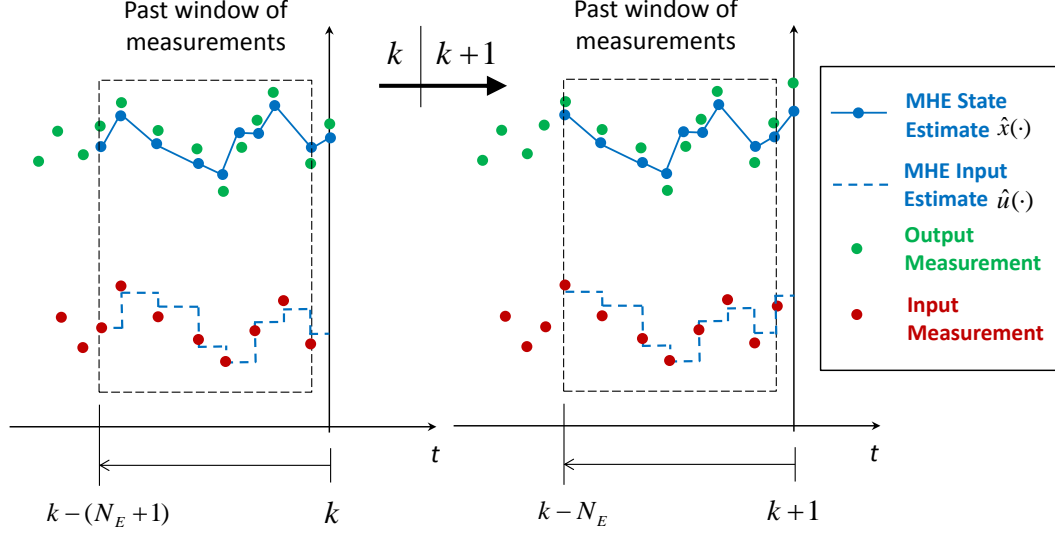 Past window of
measurements
k k + 1
Past window of
measurements
t
k − (N_E + 1)
k
t
k − N_E
k + 1
MHE State
Estimate x̂(·)
MHE Input
Estimate û(·)
Output
Measurement
Input
Measurement